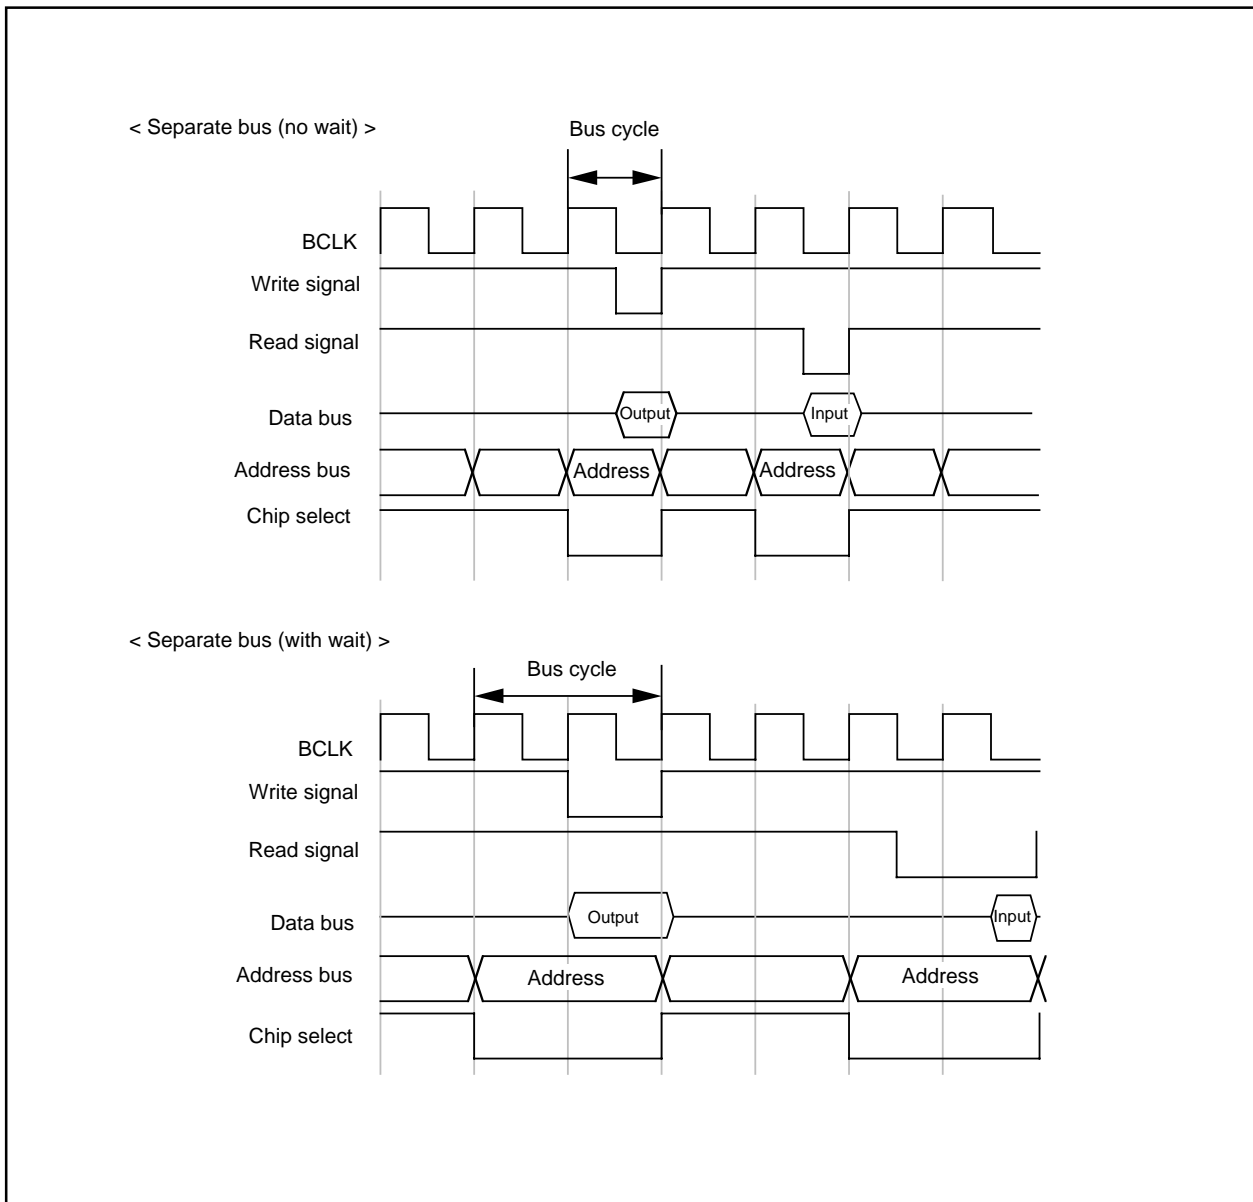 < Separate bus (no wait) >
Bus cycle
BCLK
Write signal
Read signal
Data bus
Output
Input
Address bus
Address
Address
Chip select
< Separate bus (with wait) >
Bus cycle
BCLK
Write signal
Read signal
Data bus
Output
Input
Address bus
Address
Address
Chip select